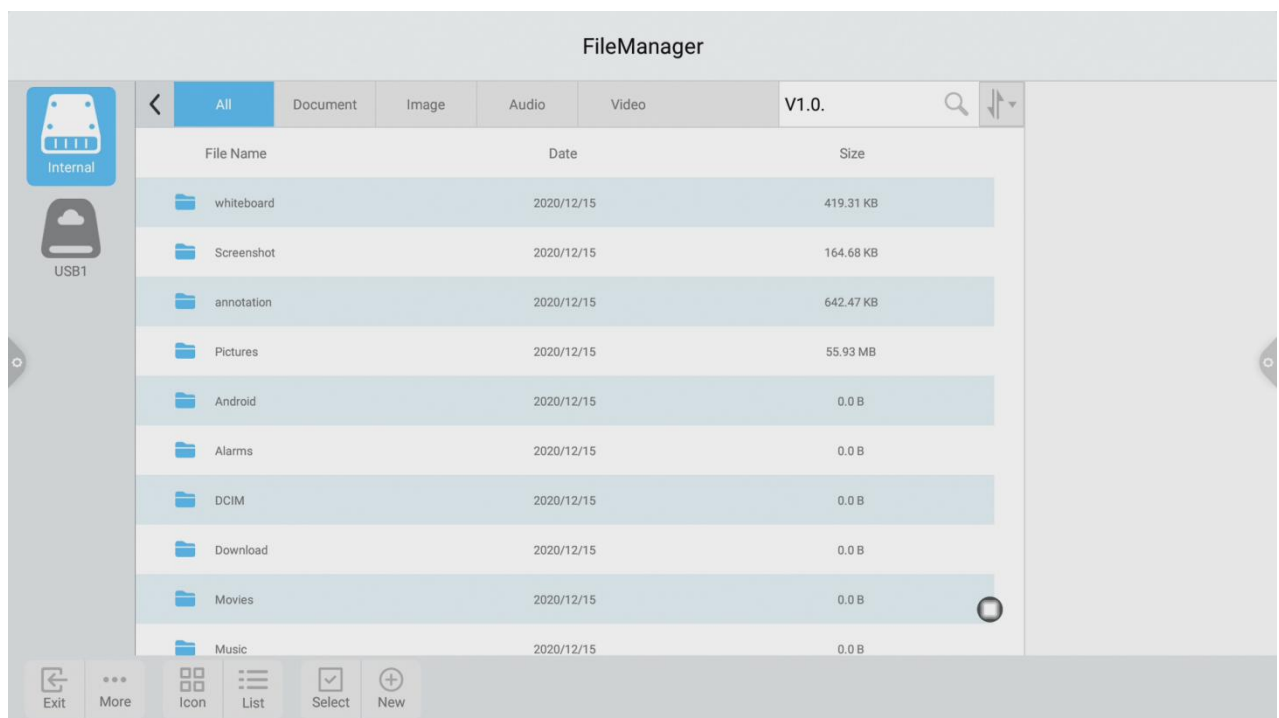 FileManager
All Document Image Audio Video V1.0.
Internal
File Name Date Size
whiteboard 2020/12/15 419.31 KB
Screenshot 2020/12/15 164.68 KB
USB1
annotation 2020/12/15 642.47 KB
Pictures 2020/12/15 55.93 MB
Android 2020/12/15 0.0 B
Alarms 2020/12/15 0.0 B
DCIM 2020/12/15 0.0 B
Download 2020/12/15 0.0 B
Movies 2020/12/15 0.0 B
Music 2020/12/15 0.0 B
Exit More Icon List Select New